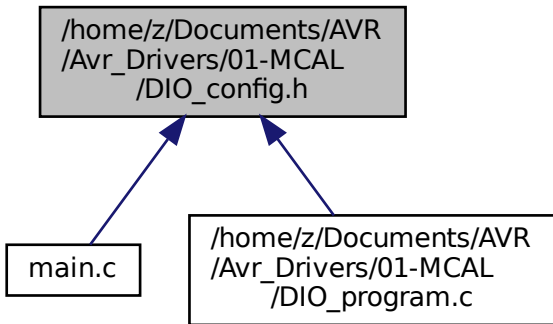 /home/z/Documents/AVR
/Avr_Drivers/01-MCAL
/DIO_config.h
main.c
/home/z/Documents/AVR
/Avr_Drivers/01-MCAL
/DIO_program.c